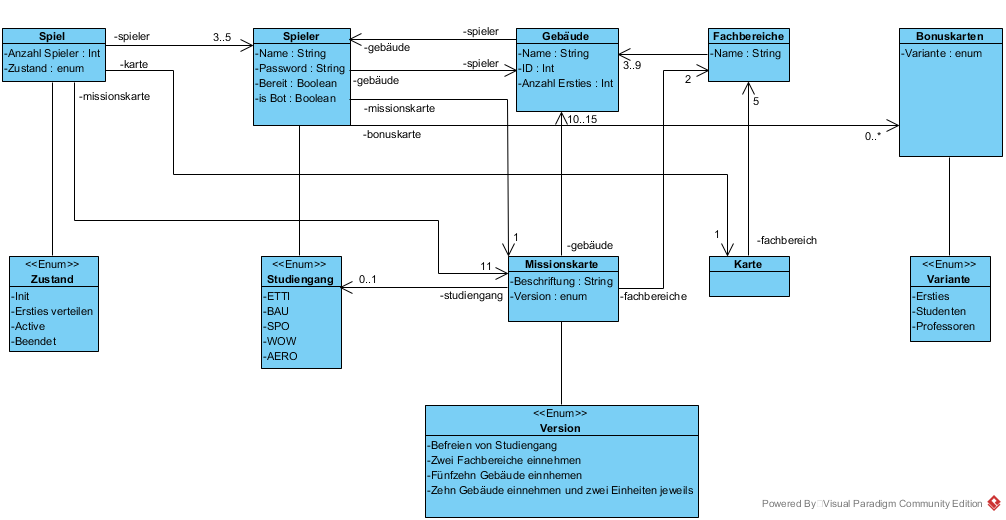 Spiel
-Anzahl Spieler : Int
-Zustand : enum
-spieler
3..5
-karte
-missionskarte
Spieler
-Name : String
-Password : String
-Bereit : Boolean
-is Bot : Boolean
-spieler
-gebäude
-spieler
-gebäude
-missionskarte
-bonuskarte
Gebäude
-Name : String
-ID : Int
-Anzahl Ersties : Int
10..15
3..9
2
Fachbereiche
-Name : String
5
Bonuskarten
-Variante : enum
0..*
<<Enum>>
Zustand
-Init
-Ersties verteilen
-Active
-Beendet
<<Enum>>
Studiengang
-ETTI
-BAU
-SPO
-WOW
-AERO
0..1
-studiengang
11
1
-gebäude
Missionskarte
-Beschriftung : String
-Version : enum
-fachbereiche
1
-fachbereich
Karte
<<Enum>>
Variante
-Ersties
-Studenten
-Professoren
<<Enum>>
Version
-Befreien von Studiengang
-Zwei Fachbereiche einnehmen
-Fünfzehn Gebäude einnhemen
-Zehn Gebäude einnehmen und zwei Einheiten jeweils
Powered By Visual Paradigm Community Edition